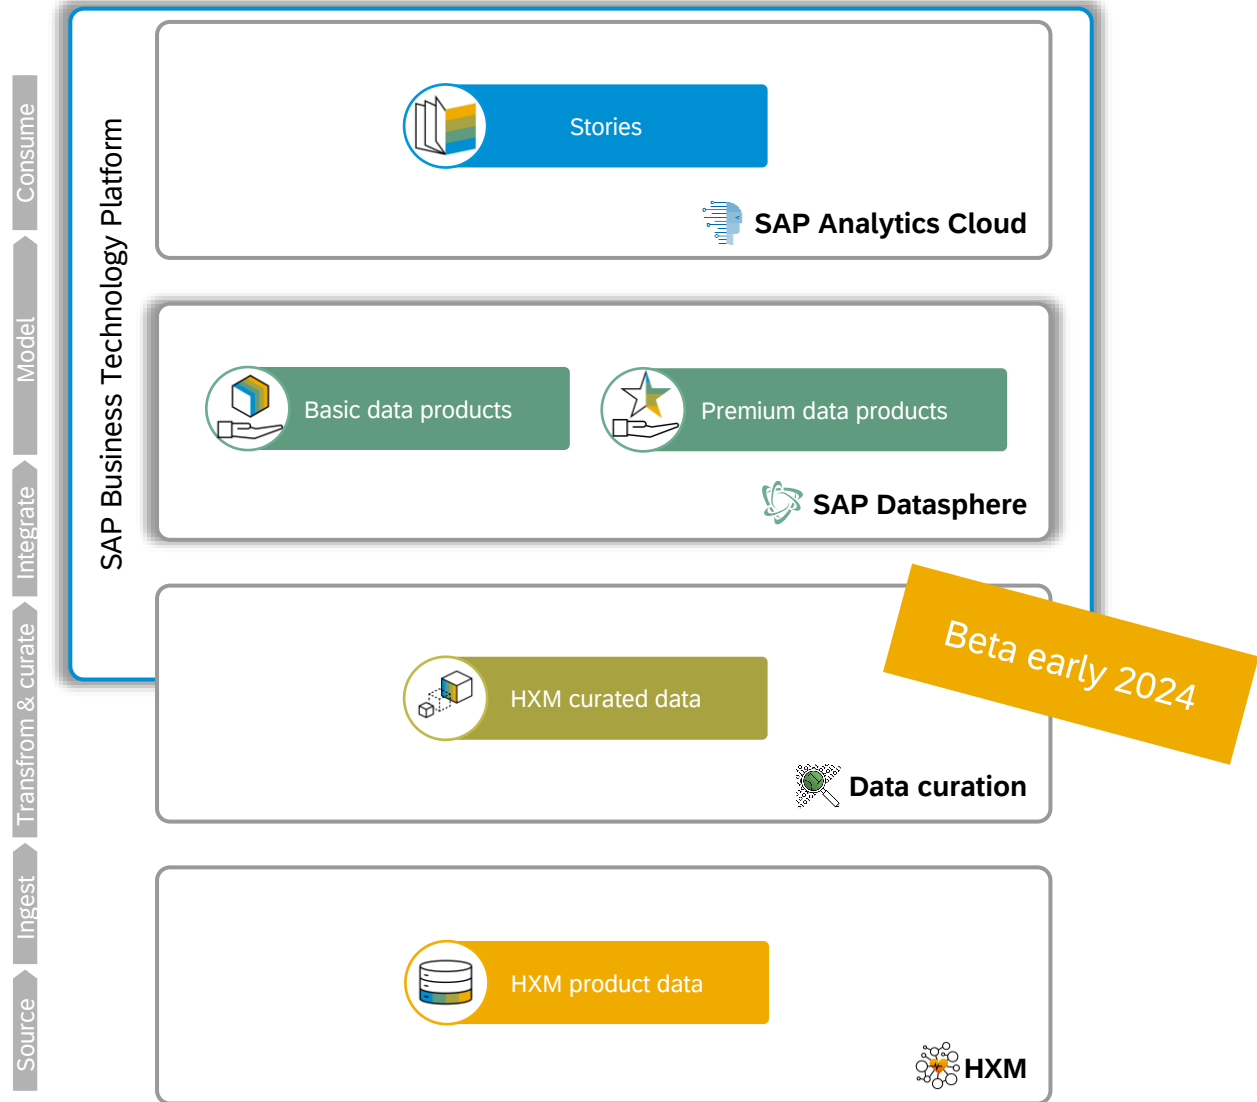 Consume
Model
Integrate
Transfrom & curate
Ingest
Source
SAP Business Technology Platform
Stories
SAP Analytics Cloud
Basic data products
Premium data products
SAP Datasphere
Beta early 2024
HXM curated data
Data curation
HXM product data
HXM